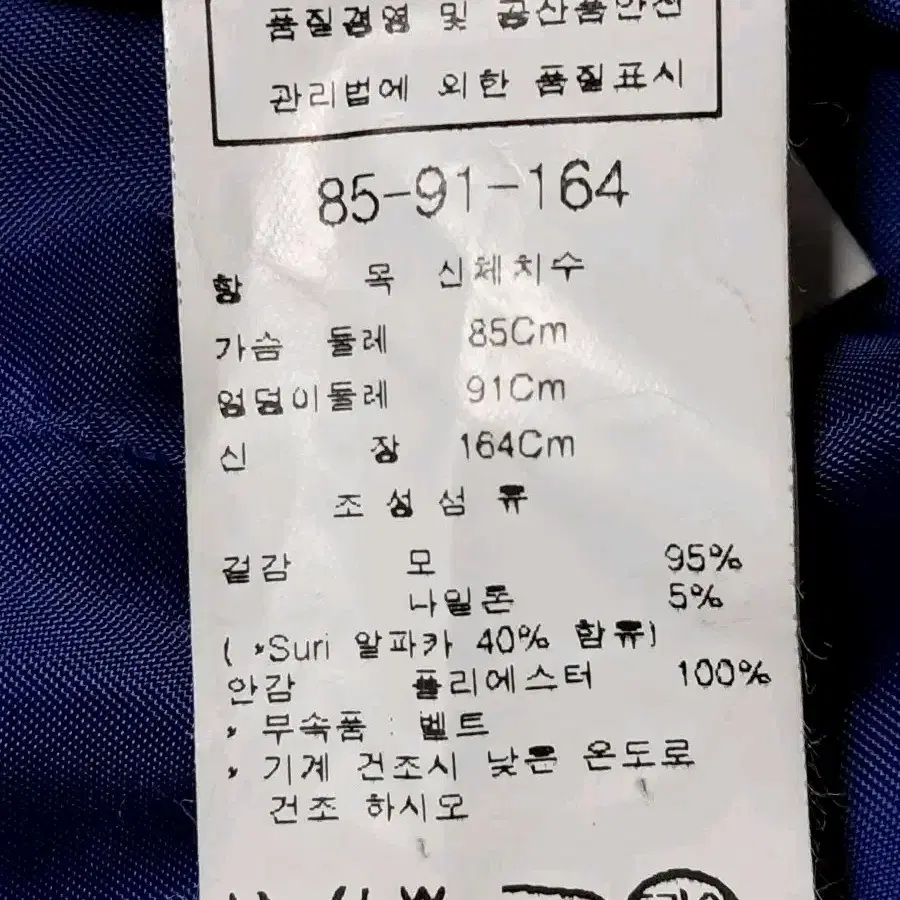 품질경영 및 공산품안전
관리법에 의한 품질표시
85-91-164
항 목 신체치수
가슴 둘레 85Cm
엉덩이둘레 91Cm
신 장 164Cm
조성섬유
겉감 모 95%
나일론 5%
( *Suri 알파카 40% 함유)
안감 폴리에스터 100%
* 부속품 : 벨트
* 기계 건조시 낮은 온도로
건조 하시오